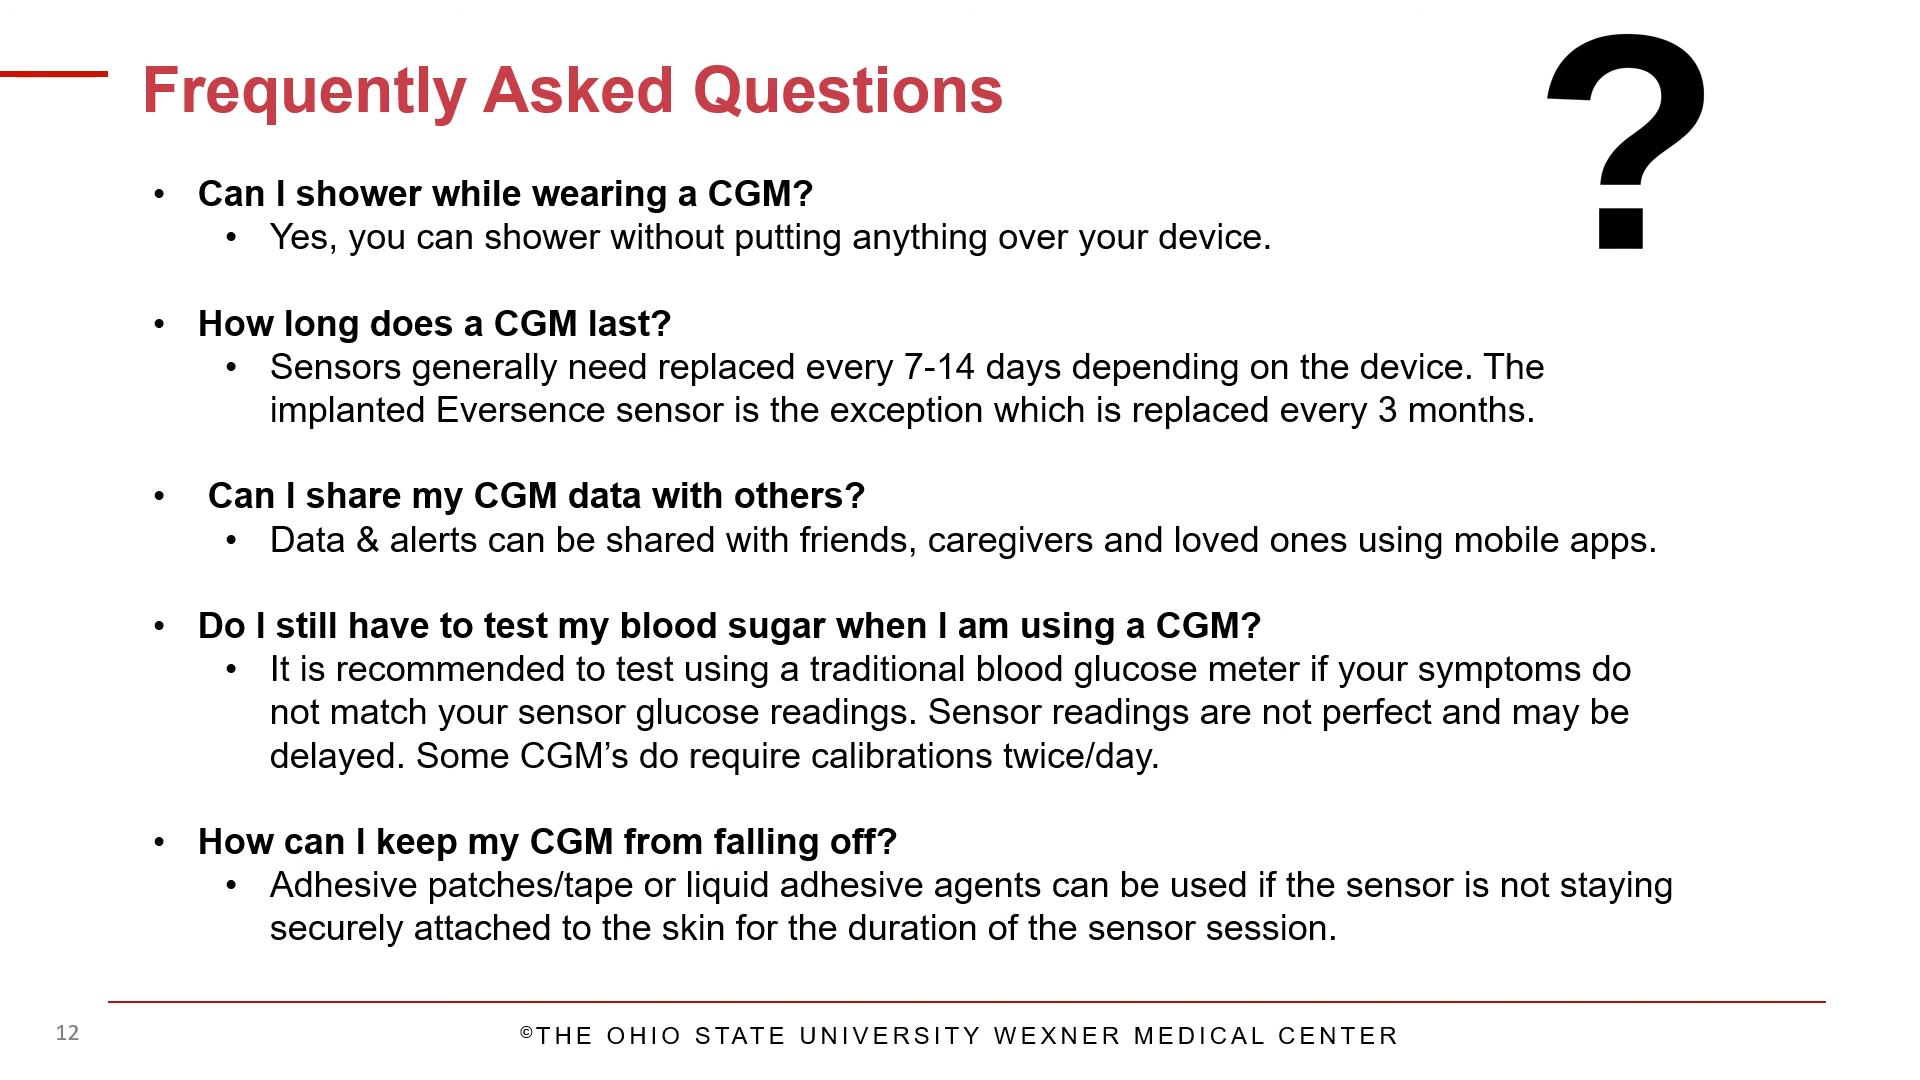 Frequently Asked Questions
?
• Can I shower while wearing a CGM?
• Yes, you can shower without putting anything over your device.
• How long does a CGM last?
• Sensors generally need replaced every 7-14 days depending on the device. The
implanted Eversence sensor is the exception which is replaced every 3 months.
• Can I share my CGM data with others?
• Data & alerts can be shared with friends, caregivers and loved ones using mobile apps.
• Do I still have to test my blood sugar when I am using a CGM?
• It is recommended to test using a traditional blood glucose meter if your symptoms do
not match your sensor glucose readings. Sensor readings are not perfect and may be
delayed. Some CGM’s do require calibrations twice/day.
• How can I keep my CGM from falling off?
• Adhesive patches/tape or liquid adhesive agents can be used if the sensor is not staying
securely attached to the skin for the duration of the sensor session.
12
©THE OHIO STATE UNIVERSITY WEXNER MEDICAL CENTER